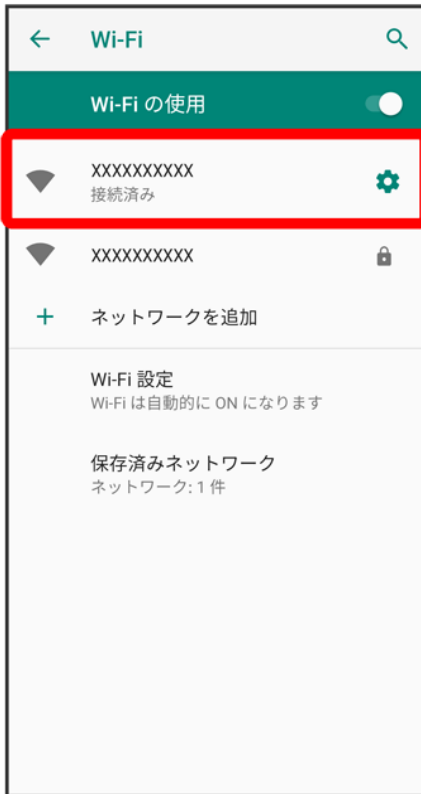 Wi-Fi
Wi-Fi の使用
XXXXXXXXXX
接続済み
XXXXXXXXXX
ネットワークを追加
Wi-Fi 設定
Wi-Fi は自動的に ON になります
保存済みネットワーク
ネットワーク: 1 件